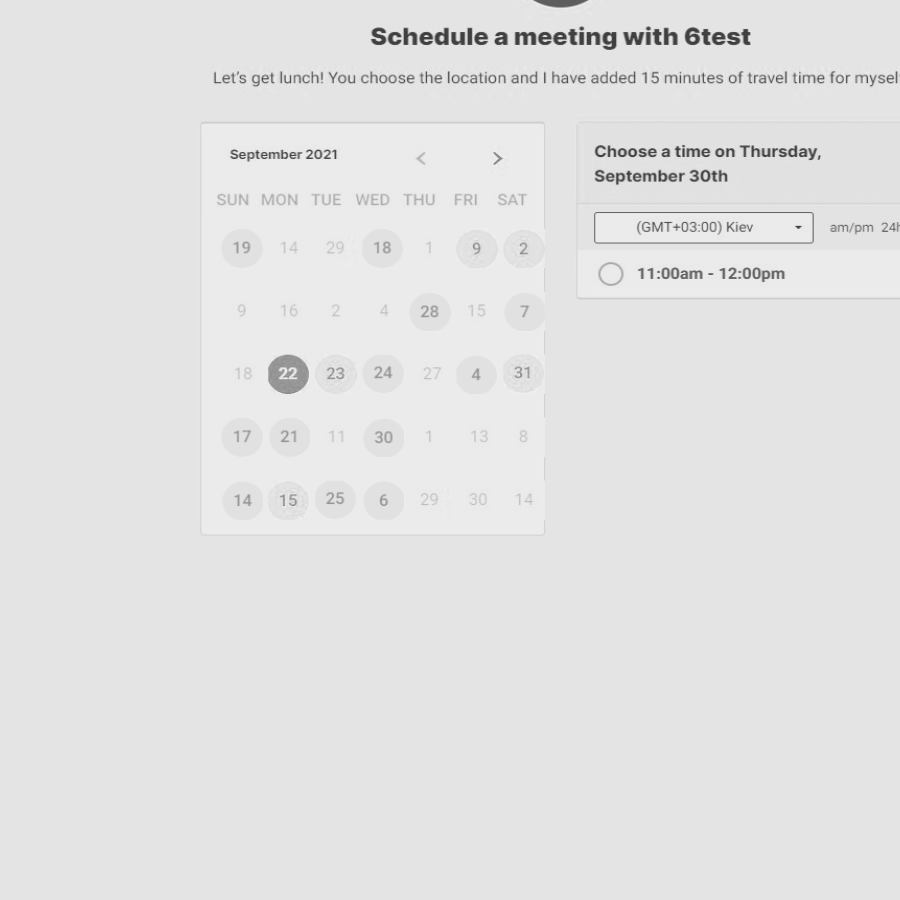 Schedule a meeting with 6test
Let's get lunch! You choose the location and I have added 15 minutes of travel time for mysel
September 2021
SUN MON TUE WED THU FRI SAT
19 14 29 18 1 9 2
9 16 2 4 28 15 7
18 22 23 24 27 4 31
17 21 11 30 1 13 8
14 15 25 6 29 30 14
Choose a time on Thursday,
September 30th
(GMT+03:00) Kiev am/pm 24h
11:00am - 12:00pm